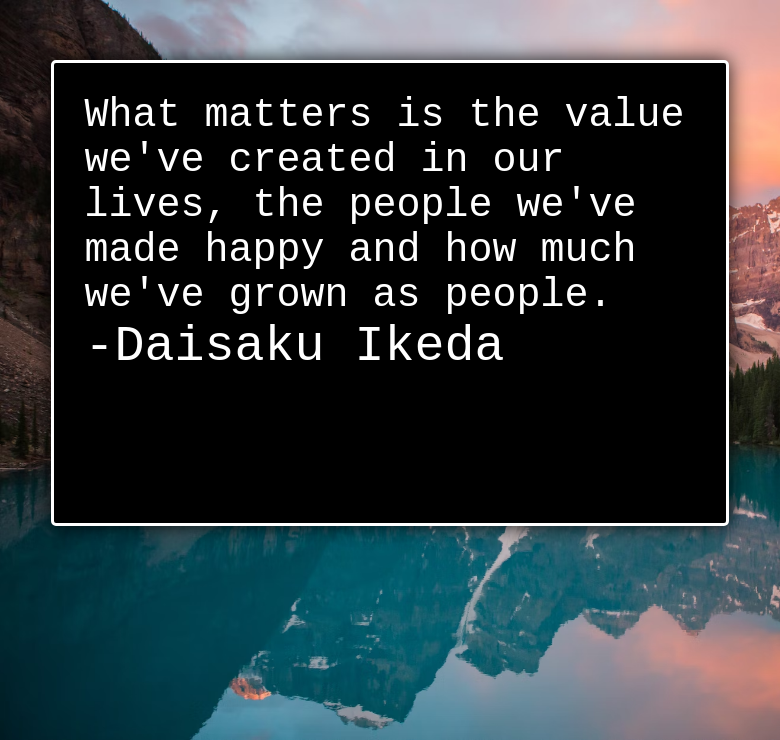 What matters is the value
we've created in our
lives, the people we've
made happy and how much
we've grown as people.
-Daisaku Ikeda